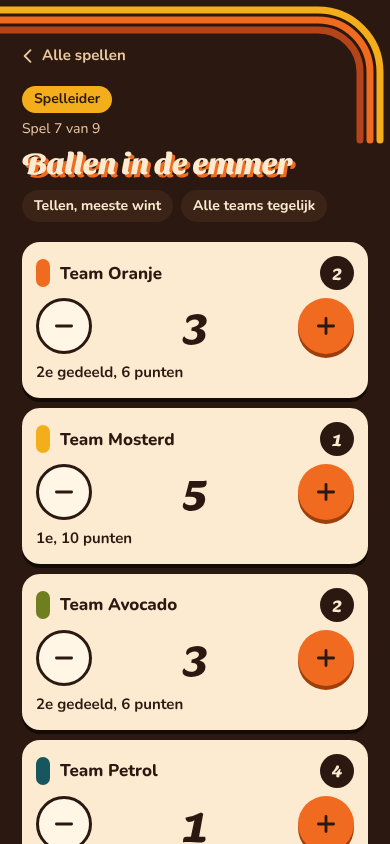 Alle spellen
Spelleider
Spel 7 van 9
Ballen in de emmer
Tellen, meeste wint
Alle teams tegelijk
Team Oranje
2
−
3
+
2e gedeeld, 6 punten
Team Mosterd
1
−
5
+
1e, 10 punten
Team Avocado
2
−
3
+
2e gedeeld, 6 punten
Team Petrol
4
−
1
+